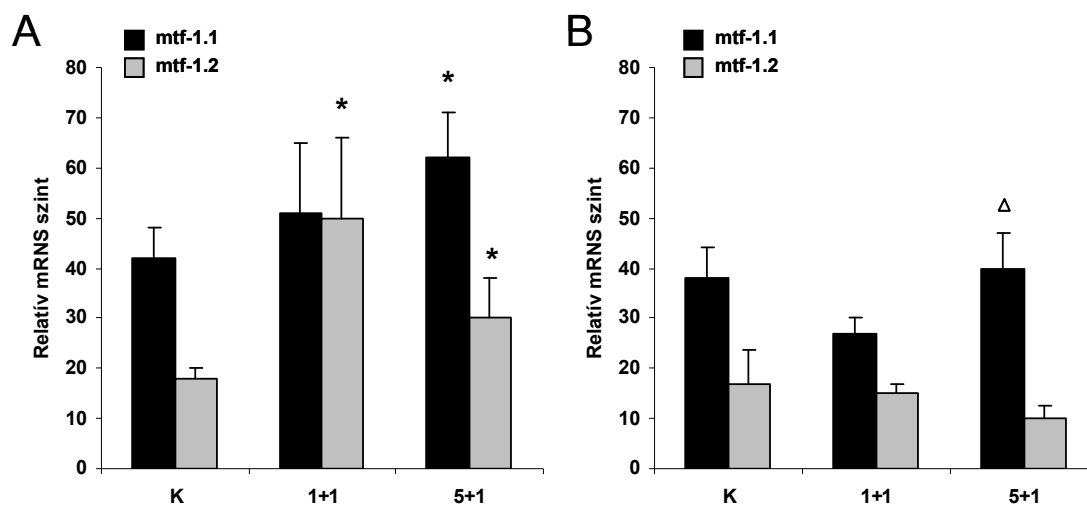 A
mtf-1.1
mtf-1.2
Relatív mRNS szint
80
70
60
50
40
30
20
10
0
*
*
*
K 1+1 5+1
B
mtf-1.1
mtf-1.2
Relatív mRNS szint
80
70
60
50
40
30
20
10
0
Δ
K 1+1 5+1